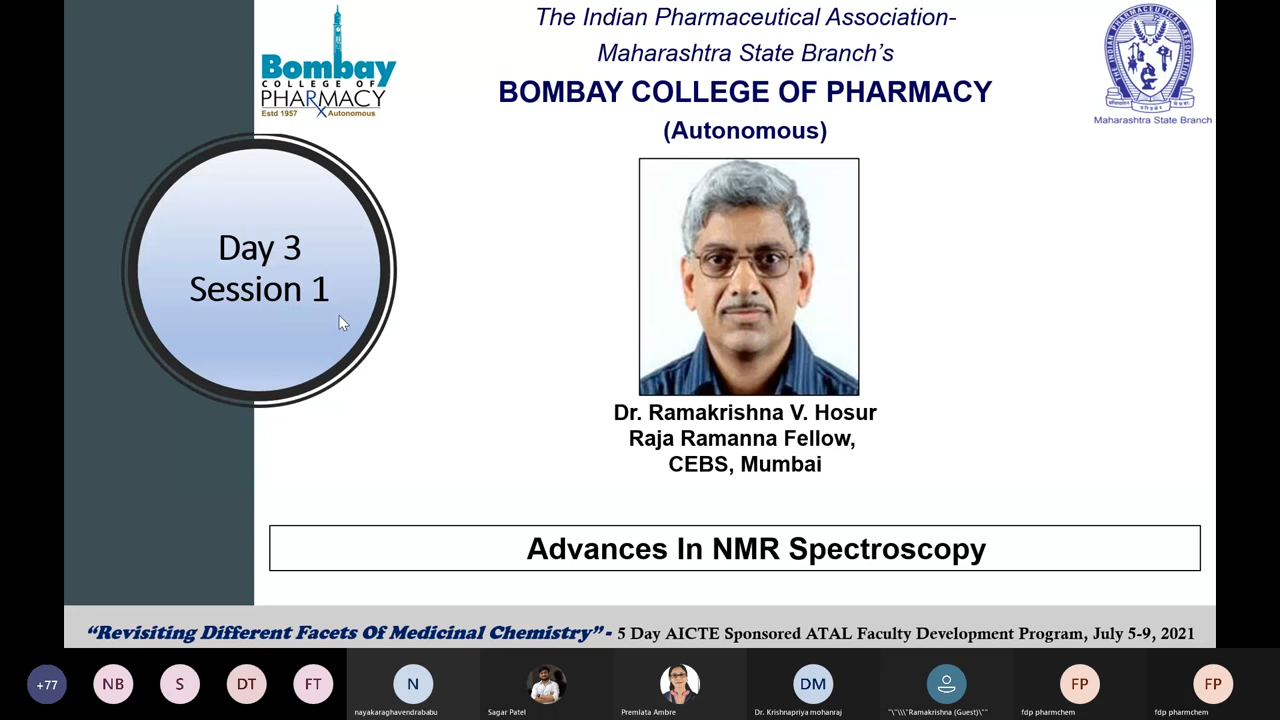 The Indian Pharmaceutical Association-
Maharashtra State Branch's
BOMBAY COLLEGE OF PHARMACY
(Autonomous)
Bombay
COLLEGE OF
PHARMACY
Estd 1957 Autonomous
Maharashtra State Branch
Day 3
Session 1
Dr. Ramakrishna V. Hosur
Raja Ramanna Fellow,
CEBS, Mumbai
Advances In NMR Spectroscopy
“Revisiting Different Facets Of Medicinal Chemistry”- 5 Day AICTE Sponsored ATAL Faculty Development Program, July 5-9, 2021
+77 NB S DT FT N DM FP FP
nayakaraghavendrababu Sagar Patel Premlata Ambre Dr. Krishnapriya mohanraj "\"\\\"Ramakrishna (Guest)\"" fdp pharmchem fdp pharmchem